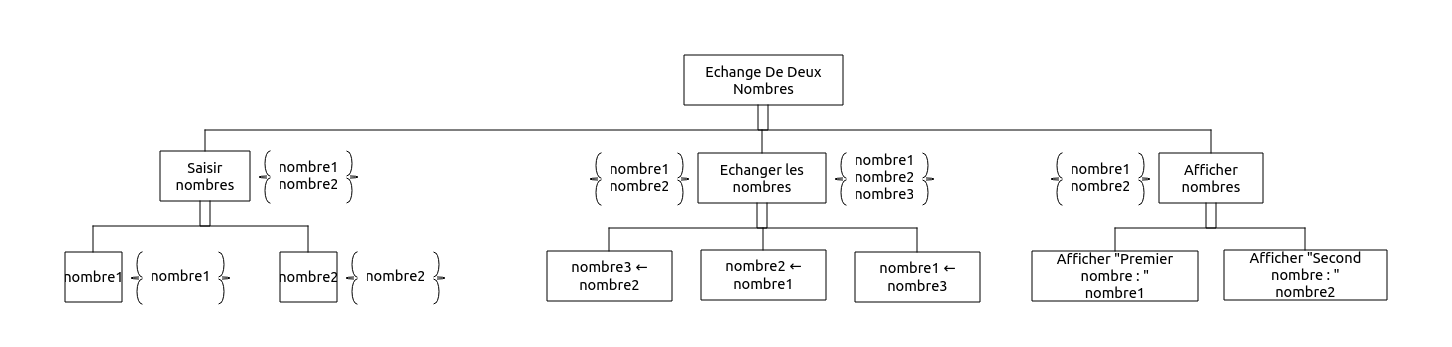 Echange De Deux
Nombres
Saisir
nombres
nombre1
nombre2
nombre1
nombre2
Echanger les
nombres
nombre1
nombre2
nombre3
nombre1
nombre2
Afficher
nombres
nombre1
nombre1
nombre2
nombre2
nombre3 ←
nombre2
nombre2 ←
nombre1
nombre1 ←
nombre3
Afficher "Premier
nombre : "
nombre1
Afficher "Second
nombre : "
nombre2